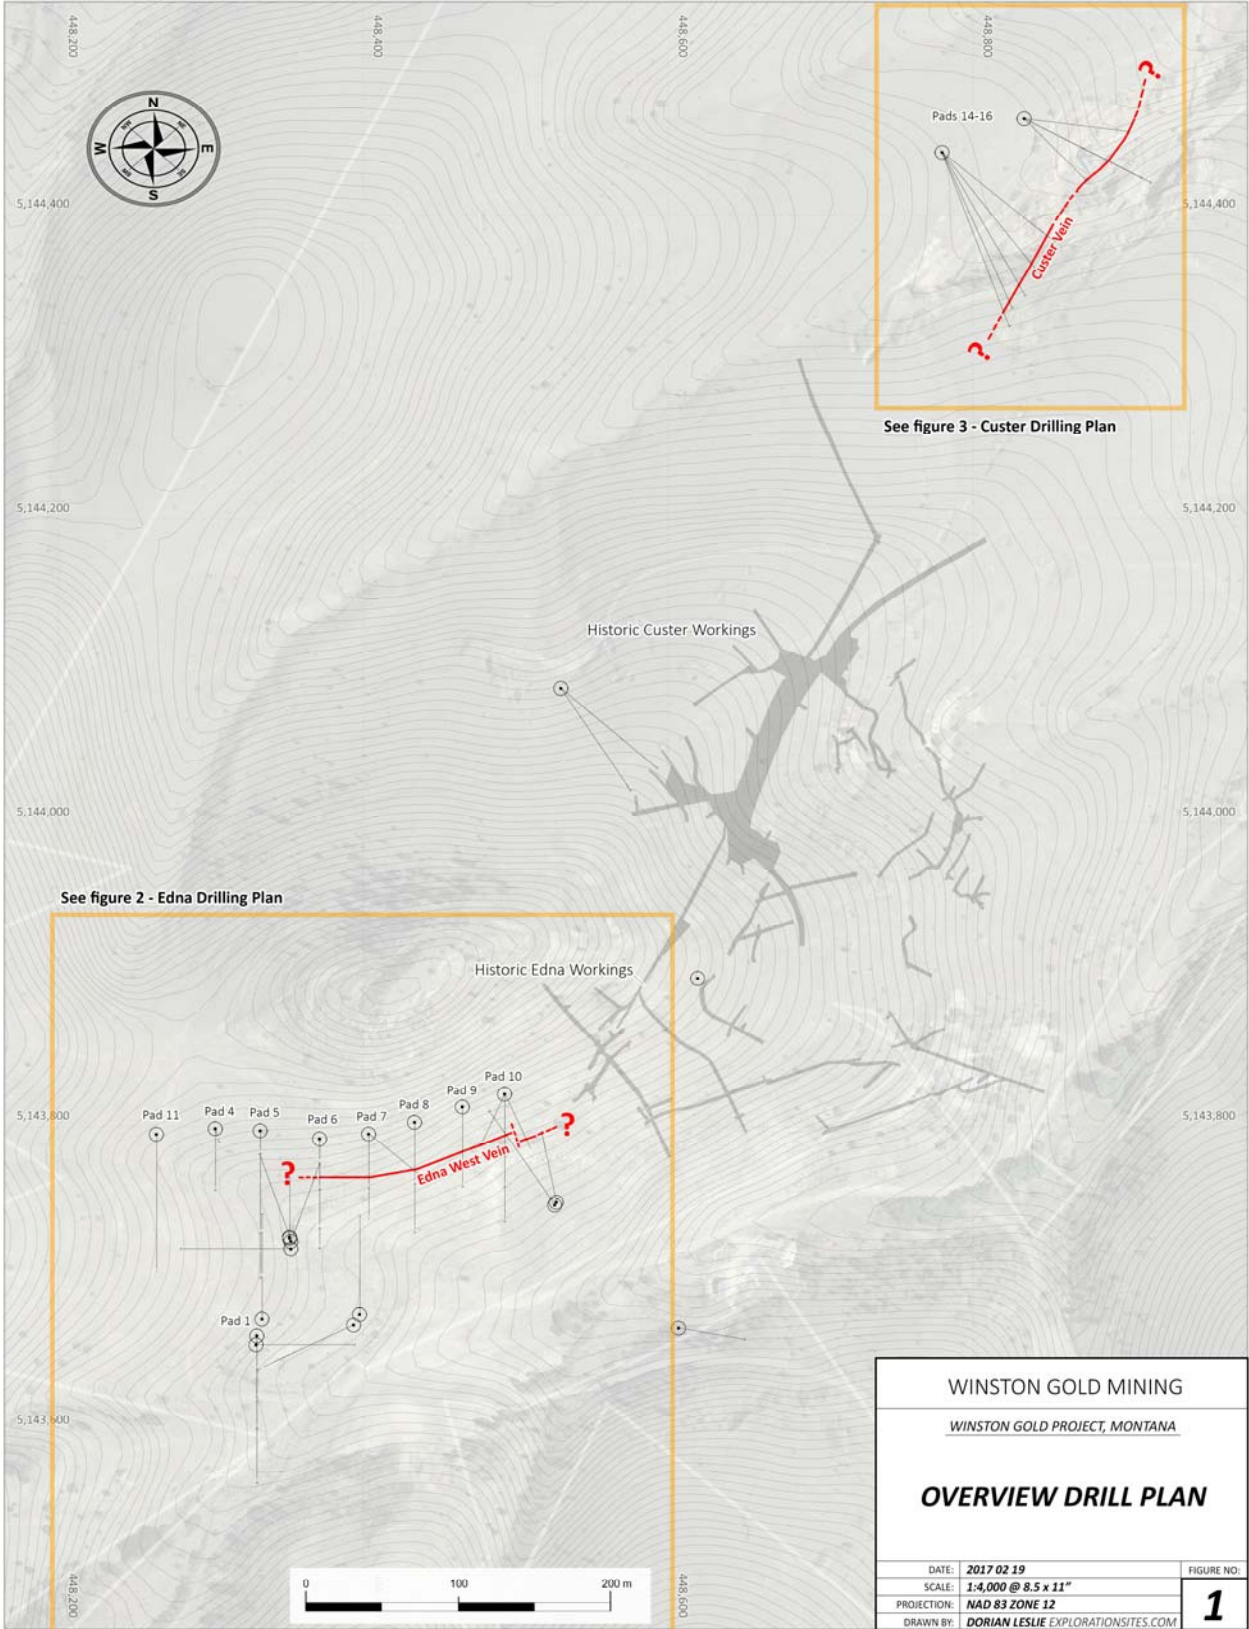 448,200
448,400
448,600
448,800
N
NE
E
SE
S
SW
W
NW
Pads 14-16
?
5,144,400
5,144,400
Custer Vein
?
See figure 3 - Custer Drilling Plan
5,144,200
5,144,200
Historic Custer Workings
5,144,000
5,144,000
See figure 2 - Edna Drilling Plan
Historic Edna Workings
Pad 10
Pad 9
Pad 8
Pad 7
Pad 6
Pad 5
Pad 4
Pad 11
5,143,800
5,143,800
?
Edna West Vein
?
Pad 1
5,143,600
448,200
448,600
0 100 200 m
WINSTON GOLD MINING
WINSTON GOLD PROJECT, MONTANA
OVERVIEW DRILL PLAN
DATE: 2017 02 19
SCALE: 1:4,000 @ 8.5 x 11"
PROJECTION: NAD 83 ZONE 12
DRAWN BY: DORIAN LESLIE EXPLORATIONSITES.COM
FIGURE NO:
1